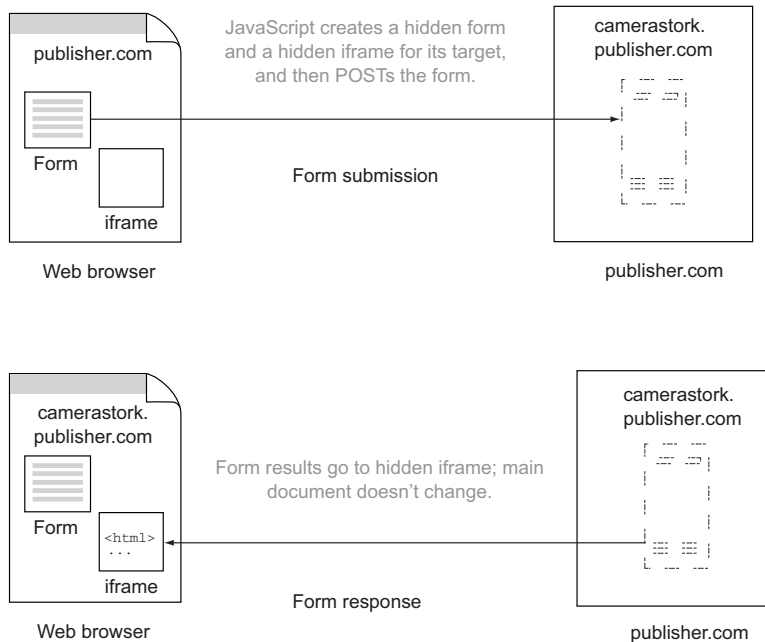 publisher.com
JavaScript creates a hidden form
and a hidden iframe for its target,
and then POSTs the form.
camerastork.
publisher.com
Form
iframe
Form submission
Web browser
publisher.com
camerastork.
publisher.com
Form results go to hidden iframe; main
document doesn’t change.
camerastork.
publisher.com
Form
<html>
...
iframe
Form response
Web browser
publisher.com